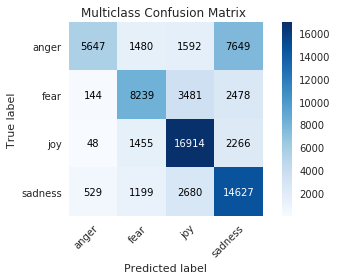 Multiclass Confusion Matrix
anger 5647 1480 1592 7649
fear 144 8239 3481 2478
joy 48 1455 16914 2266
sadness 529 1199 2680 14627
anger fear joy sadness
Predicted label
True label
16000
14000
12000
10000
8000
6000
4000
2000